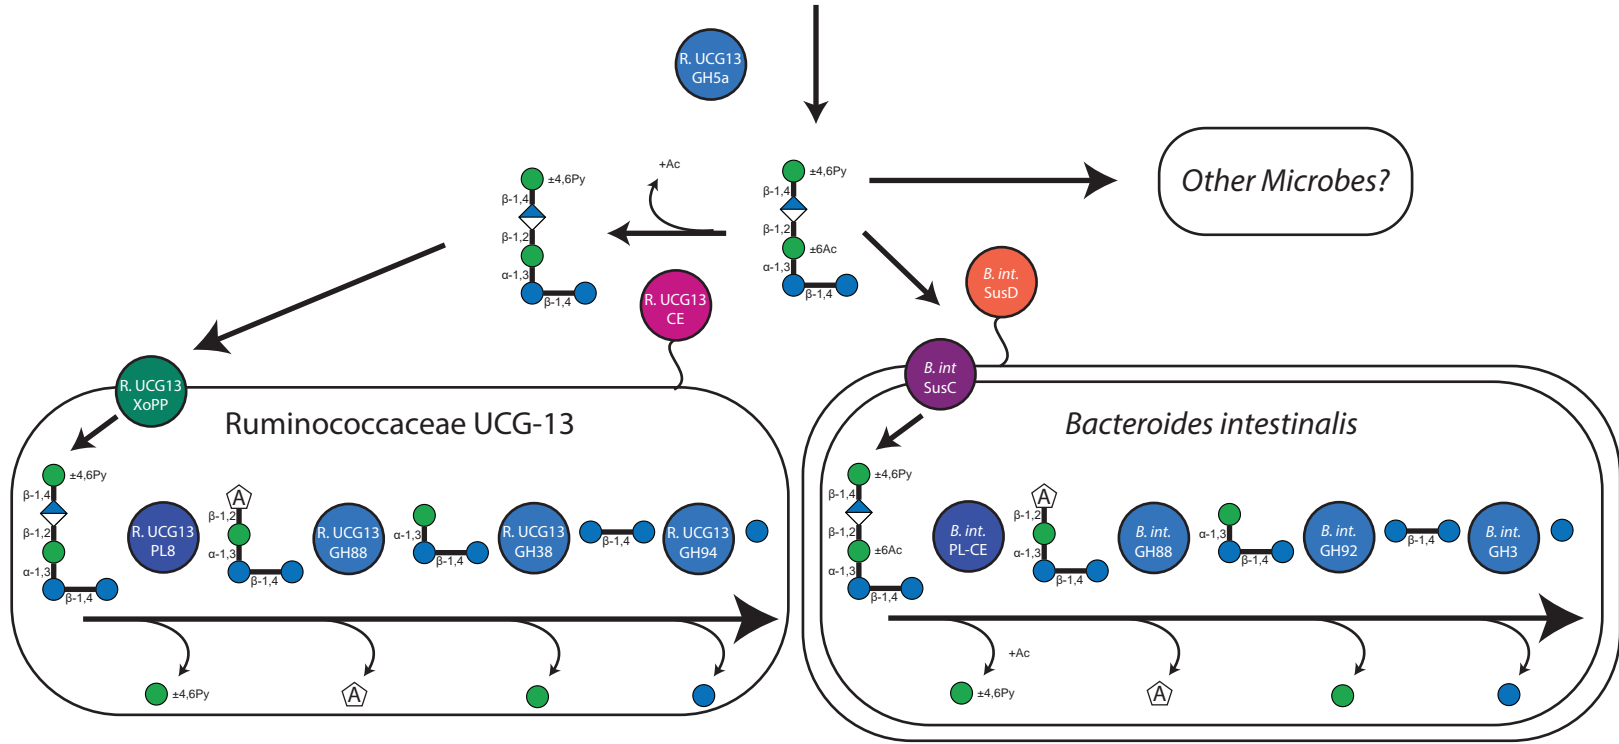 R. UCG13
GH5a
+Ac
±4,6Py
β-1,4
β-1,2
α-1,3
β-1,4
±4,6Py
β-1,4
β-1,2
±6Ac
α-1,3
β-1,4
Other Microbes?
R. UCG13
CE
B. int.
SusD
R. UCG13
XoPP
B. int
SusC
Ruminococcaceae UCG-13
±4,6Py
β-1,4
β-1,2
α-1,3
β-1,4
R. UCG13
PL8
A
β-1,2
α-1,3
β-1,4
R. UCG13
GH88
α-1,3
β-1,4
R. UCG13
GH38
β-1,4
R. UCG13
GH94
±4,6Py
A
Bacteroides intestinalis
±4,6Py
β-1,4
β-1,2
±6Ac
α-1,3
β-1,4
B. int.
PL-CE
A
β-1,2
α-1,3
β-1,4
B. int.
GH88
α-1,3
β-1,4
B. int.
GH92
β-1,4
B. int.
GH3
+Ac
±4,6Py
A